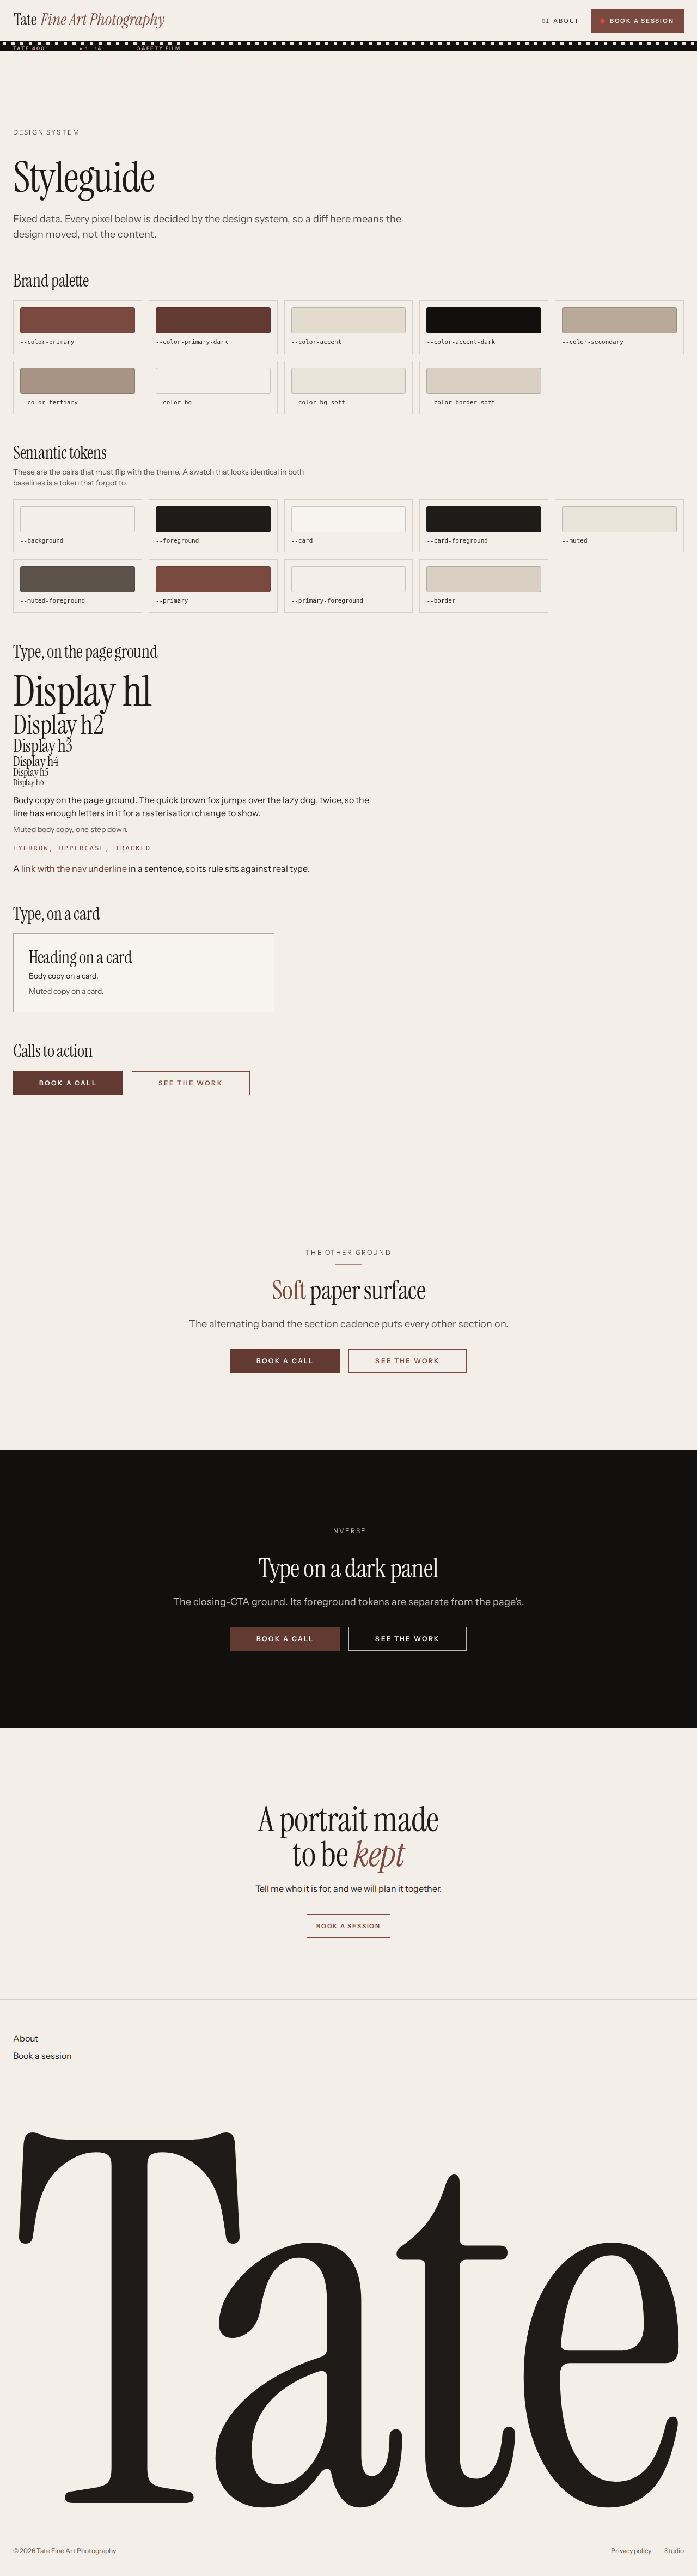 Tate Fine Art Photography
01 ABOUT
BOOK A SESSION
TATE 400 1 1A SAFETY FILM
DESIGN SYSTEM
Styleguide
Fixed data. Every pixel below is decided by the design system, so a diff here means the
design moved, not the content.
Brand palette
--color-primary
--color-primary-dark
--color-accent
--color-accent-dark
--color-secondary
--color-tertiary
--color-bg
--color-bg-soft
--color-border-soft
Semantic tokens
These are the pairs that must flip with the theme. A swatch that looks identical in both
baselines is a token that forgot to.
--background
--foreground
--card
--card-foreground
--muted
--muted-foreground
--primary
--primary-foreground
--border
Type, on the page ground
Display h1
Display h2
Display h3
Display h4
Display h5
Display h6
Body copy on the page ground. The quick brown fox jumps over the lazy dog, twice, so the
line has enough letters in it for a rasterisation change to show.
Muted body copy, one step down.
EYEBROW, UPPERCASE, TRACKED
A link with the nav underline in a sentence, so its rule sits against real type.
Type, on a card
Heading on a card
Body copy on a card.
Muted copy on a card.
Calls to action
BOOK A CALL
SEE THE WORK
THE OTHER GROUND
Soft paper surface
The alternating band the section cadence puts every other section on.
BOOK A CALL
SEE THE WORK
INVERSE
Type on a dark panel
The closing-CTA ground. Its foreground tokens are separate from the page's.
BOOK A CALL
SEE THE WORK
A portrait made
to be kept
Tell me who it is for, and we will plan it together.
BOOK A SESSION
About
Book a session
Tate
© 2026 Tate Fine Art Photography
Privacy policy
Studio